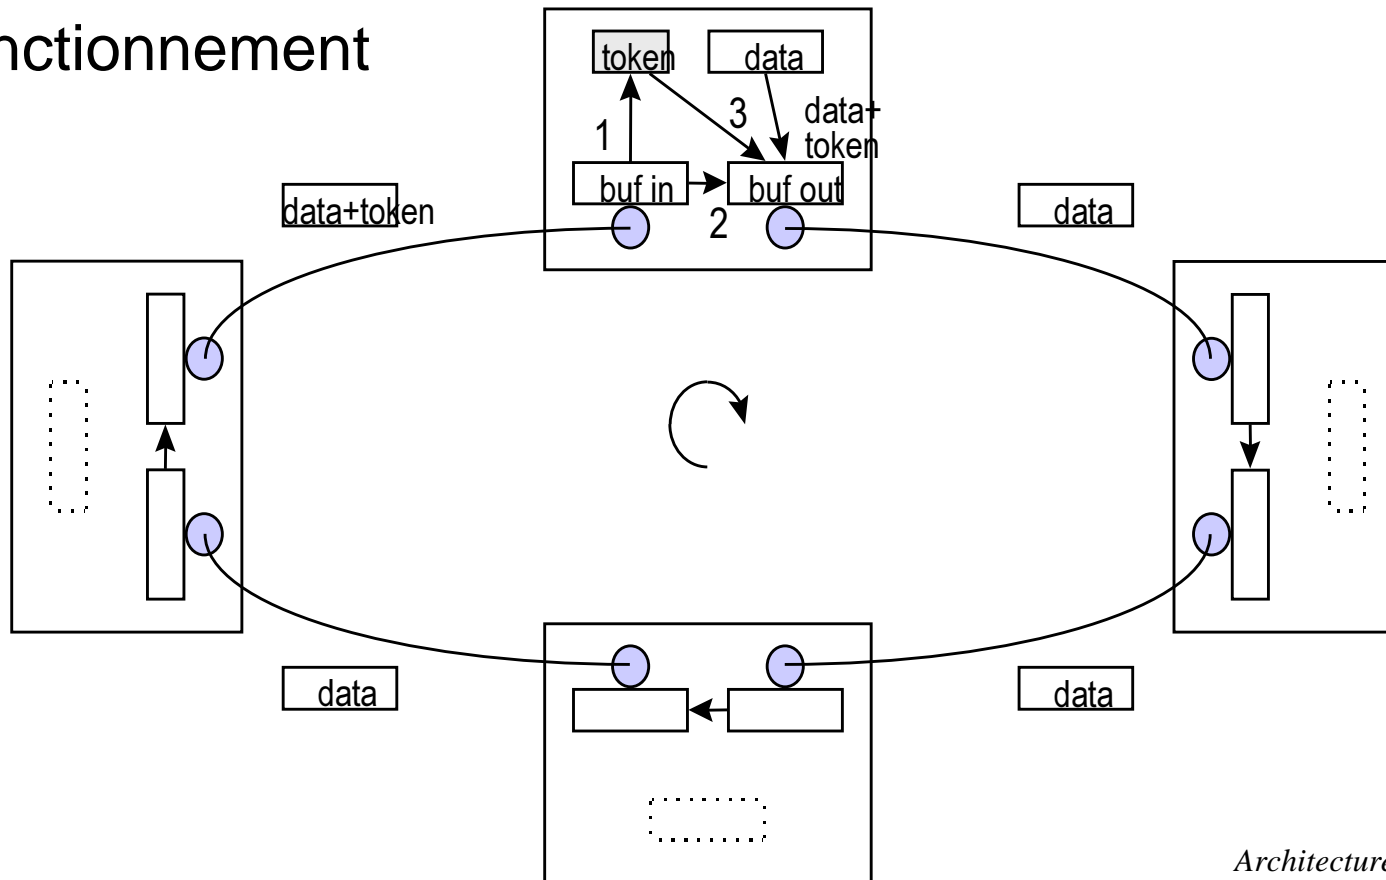 nctionnement
token
data
3
data+
1
token
buf in
buf out
data+token
2
data
data
data
Architecture